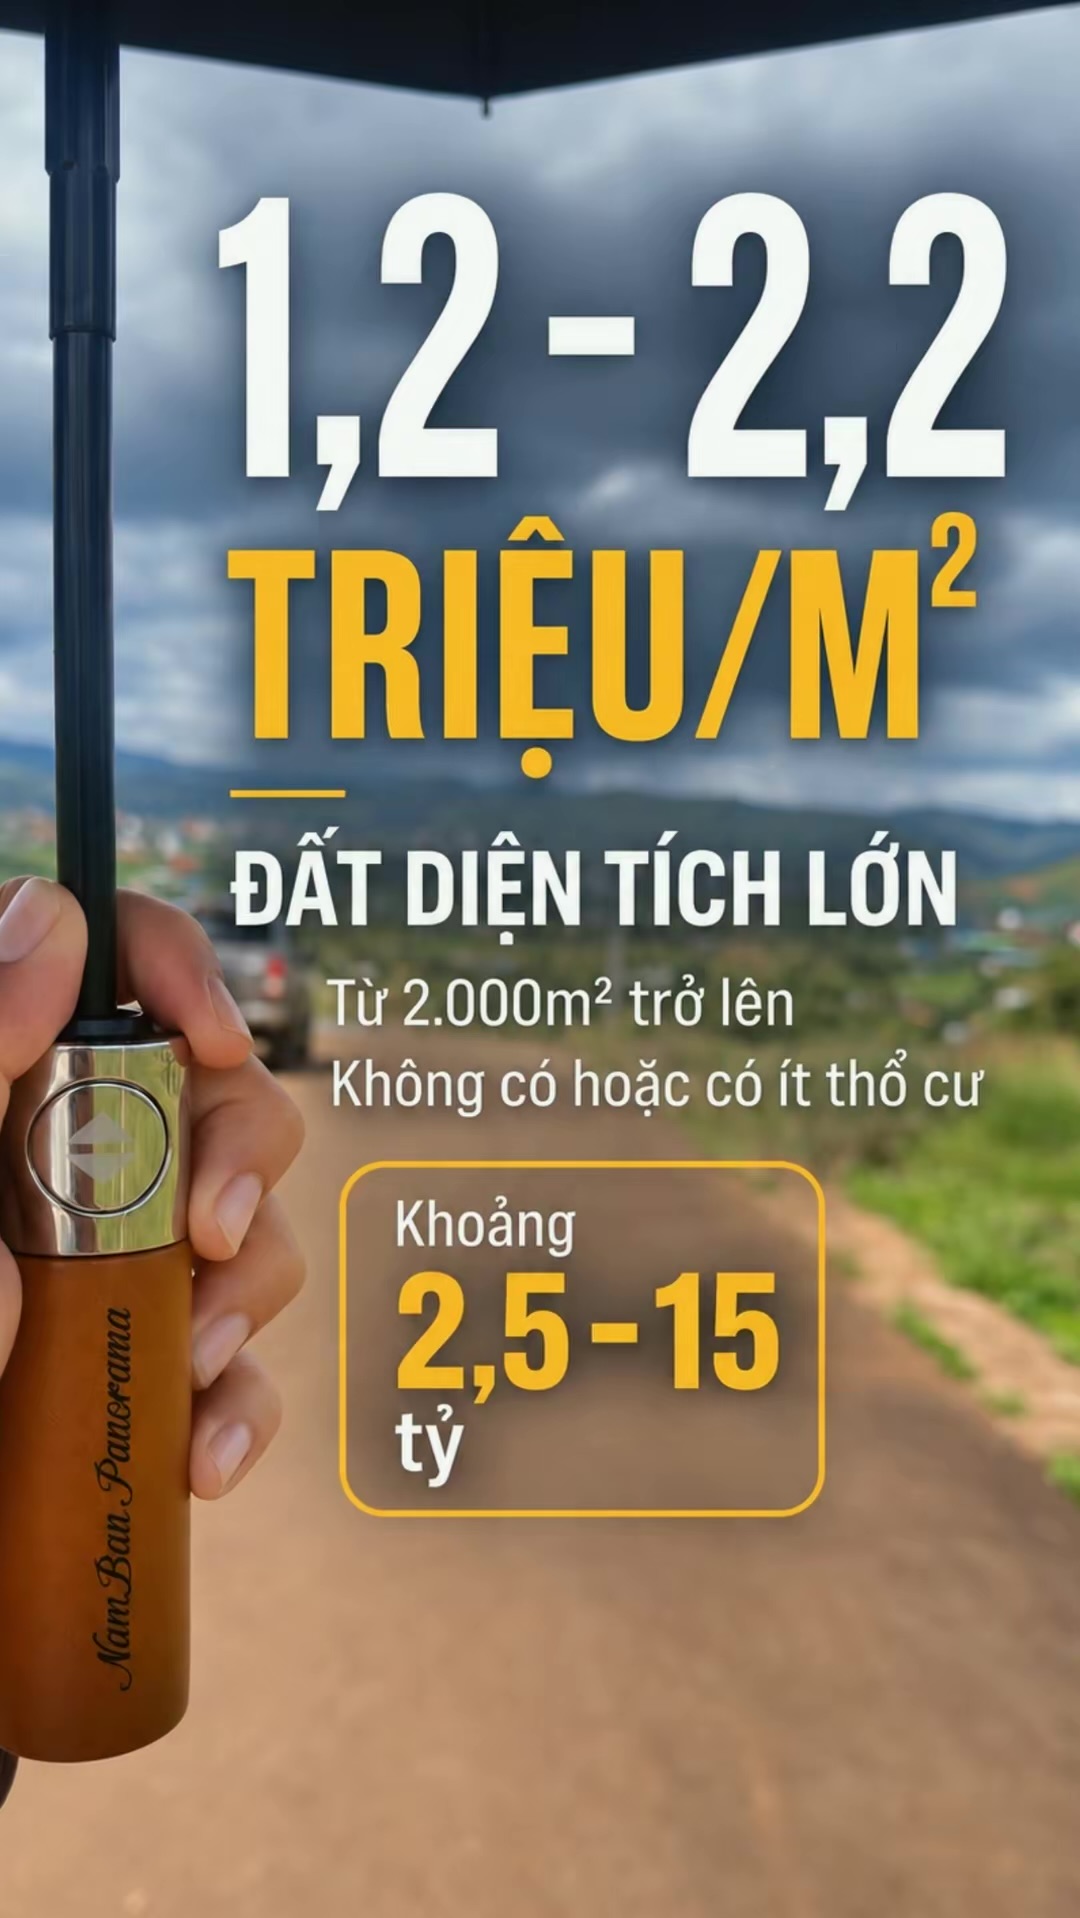 1,2 - 2,2
TRIỆU/M²
ĐẤT DIỆN TÍCH LỚN
Từ 2.000m² trở lên
Không có hoặc có ít thổ cư
Khoảng
2,5 - 15
tỷ
NamBan Panorama